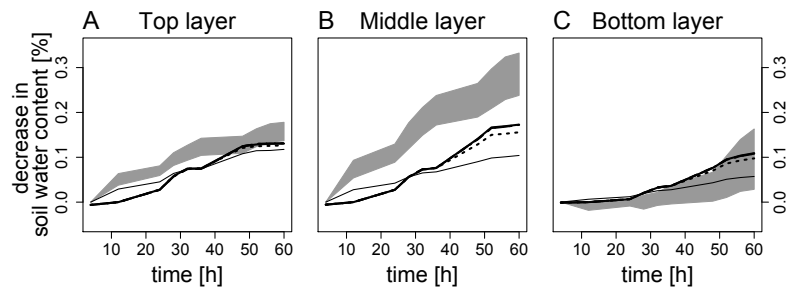 A Top layer
B Middle layer
C Bottom layer
decrease in
soil water content [%]
0.0 0.1 0.2 0.3
0.0 0.1 0.2 0.3
10 20 30 40 50 60
10 20 30 40 50 60
10 20 30 40 50 60
time [h]
time [h]
time [h]